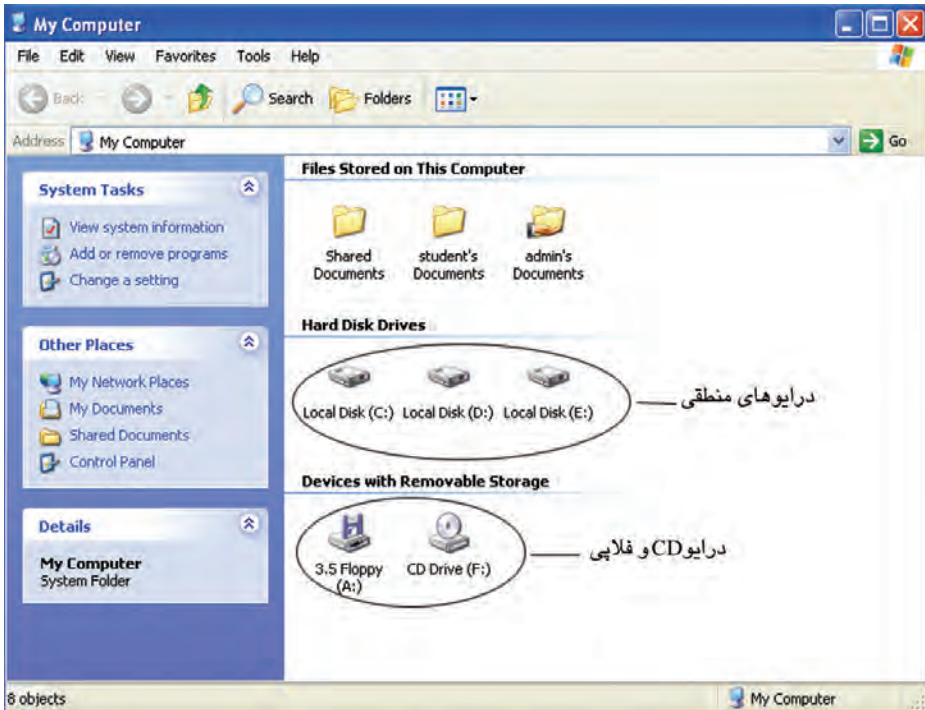 My Computer
File Edit View Favorites Tools Help
Back Search Folders
Address My Computer Go
System Tasks
View system information
Add or remove programs
Change a setting
Other Places
My Network Places
My Documents
Shared Documents
Control Panel
Details
My Computer
System Folder
Files Stored on This Computer
Shared Documents
student's Documents
admin's Documents
Hard Disk Drives
Local Disk (C:) Local Disk (D:) Local Disk (E:)
درایوهای منطقی
Devices with Removable Storage
3.5 Floppy (A:)
CD Drive (F:)
درایو CD و فلاپی
8 objects
My Computer